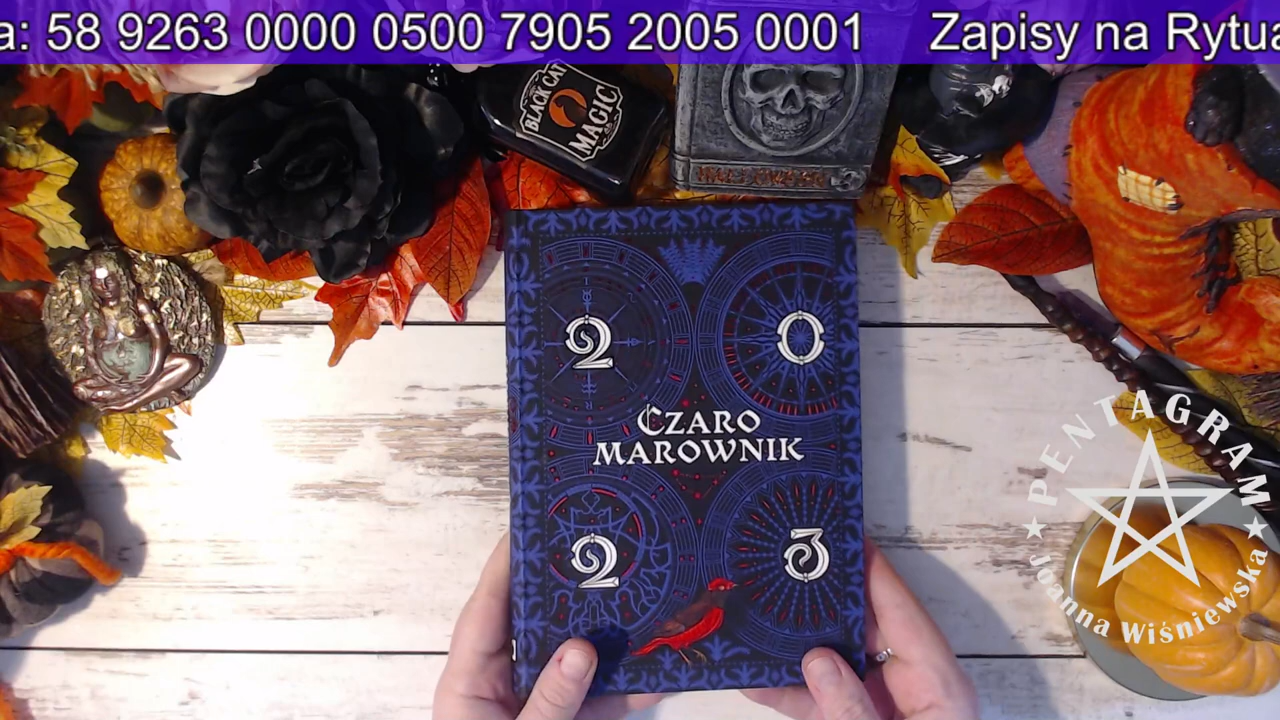 a: 58 9263 0000 0500 7905 2005 0001 Zapisy na Rytua
BLACK CAT
MAGIC
HALLOWEEN
2 0
CZARO
MAROWNIK
2 3
PENTAGRAM
Joanna Wiśniewska